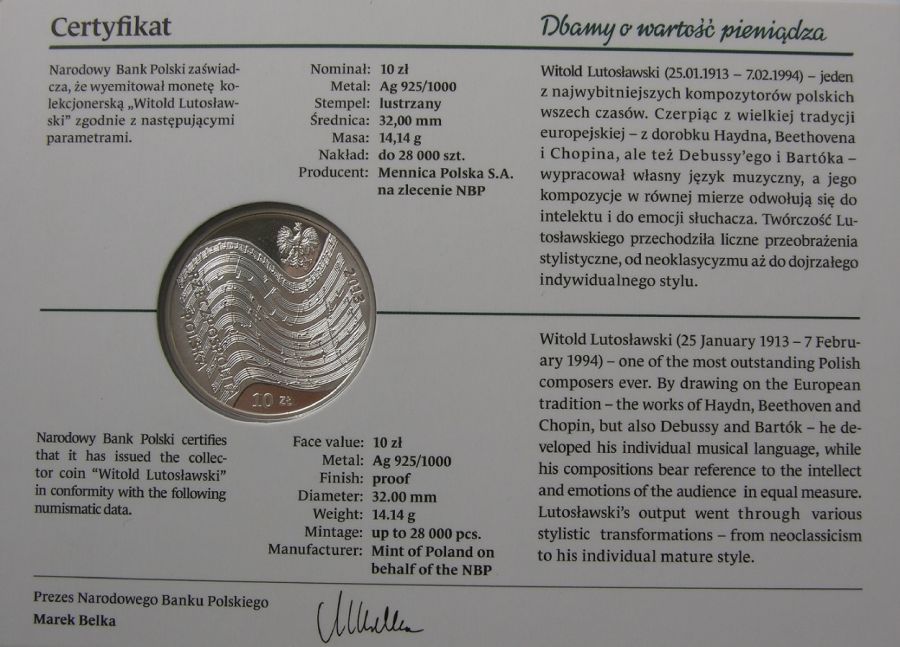 Certyfikat
Dbamy o wartość pieniądza
Narodowy Bank Polski zaświad-
cza, że wyemitował monetę ko-
lekcjonerską „Witold Lutosław-
ski” zgodnie z następującymi
parametrami.
Nominał: 10 zł
Metal: Ag 925/1000
Stempel: lustrzany
Średnica: 32,00 mm
Masa: 14,14 g
Nakład: do 28 000 szt.
Producent: Mennica Polska S.A.
na zlecenie NBP
Witold Lutosławski (25.01.1913 – 7.02.1994) – jeden
z najwybitniejszych kompozytorów polskich
wszech czasów. Czerpiąc z wielkiej tradycji
europejskiej – z dorobku Haydna, Beethovena
i Chopina, ale też Debussy’ego i Bartóka –
wypracował własny język muzyczny, a jego
kompozycje w równej mierze odwołują się do
intelektu i do emocji słuchacza. Twórczość Lu-
tosławskiego przechodziła liczne przeobrażenia
stylistyczne, od neoklasycyzmu aż do dojrzałego
indywidualnego stylu.
2013
RZECZPOSPOLITA
POLSKA
10 zł
Narodowy Bank Polski certifies
that it has issued the collec-
tor coin “Witold Lutosławski”
in conformity with the following
numismatic data.
Face value: 10 zł
Metal: Ag 925/1000
Finish: proof
Diameter: 32.00 mm
Weight: 14.14 g
Mintage: up to 28 000 pcs.
Manufacturer: Mint of Poland on
behalf of the NBP
Witold Lutosławski (25 January 1913 – 7 Febru-
ary 1994) – one of the most outstanding Polish
composers ever. By drawing on the European
tradition – the works of Haydn, Beethoven and
Chopin, but also Debussy and Bartók – he de-
veloped his individual musical language, while
his compositions bear reference to the intellect
and emotions of the audience in equal measure.
Lutosławski’s output went through various
stylistic transformations – from neoclassicism
to his individual mature style.
Prezes Narodowego Banku Polskiego
Marek Belka